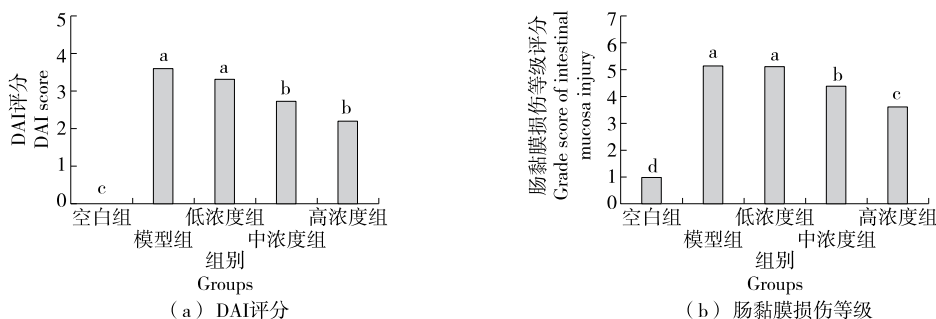 DAI评分
DAI score
5
4
3
2
1
0
c
a
a
b
b
空白组
模型组
低浓度组
中浓度组
高浓度组
组别
Groups
（a）DAI评分
肠黏膜损伤等级评分
Grade score of intestinal
mucosa injury
7
6
5
4
3
2
1
0
d
a
a
b
c
空白组
模型组
低浓度组
中浓度组
高浓度组
组别
Groups
（b）肠黏膜损伤等级